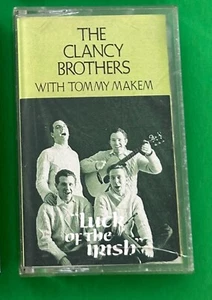 THE
CLANCY
BROTHERS
WITH TOMMY MAKEM
Luck
of the
irish